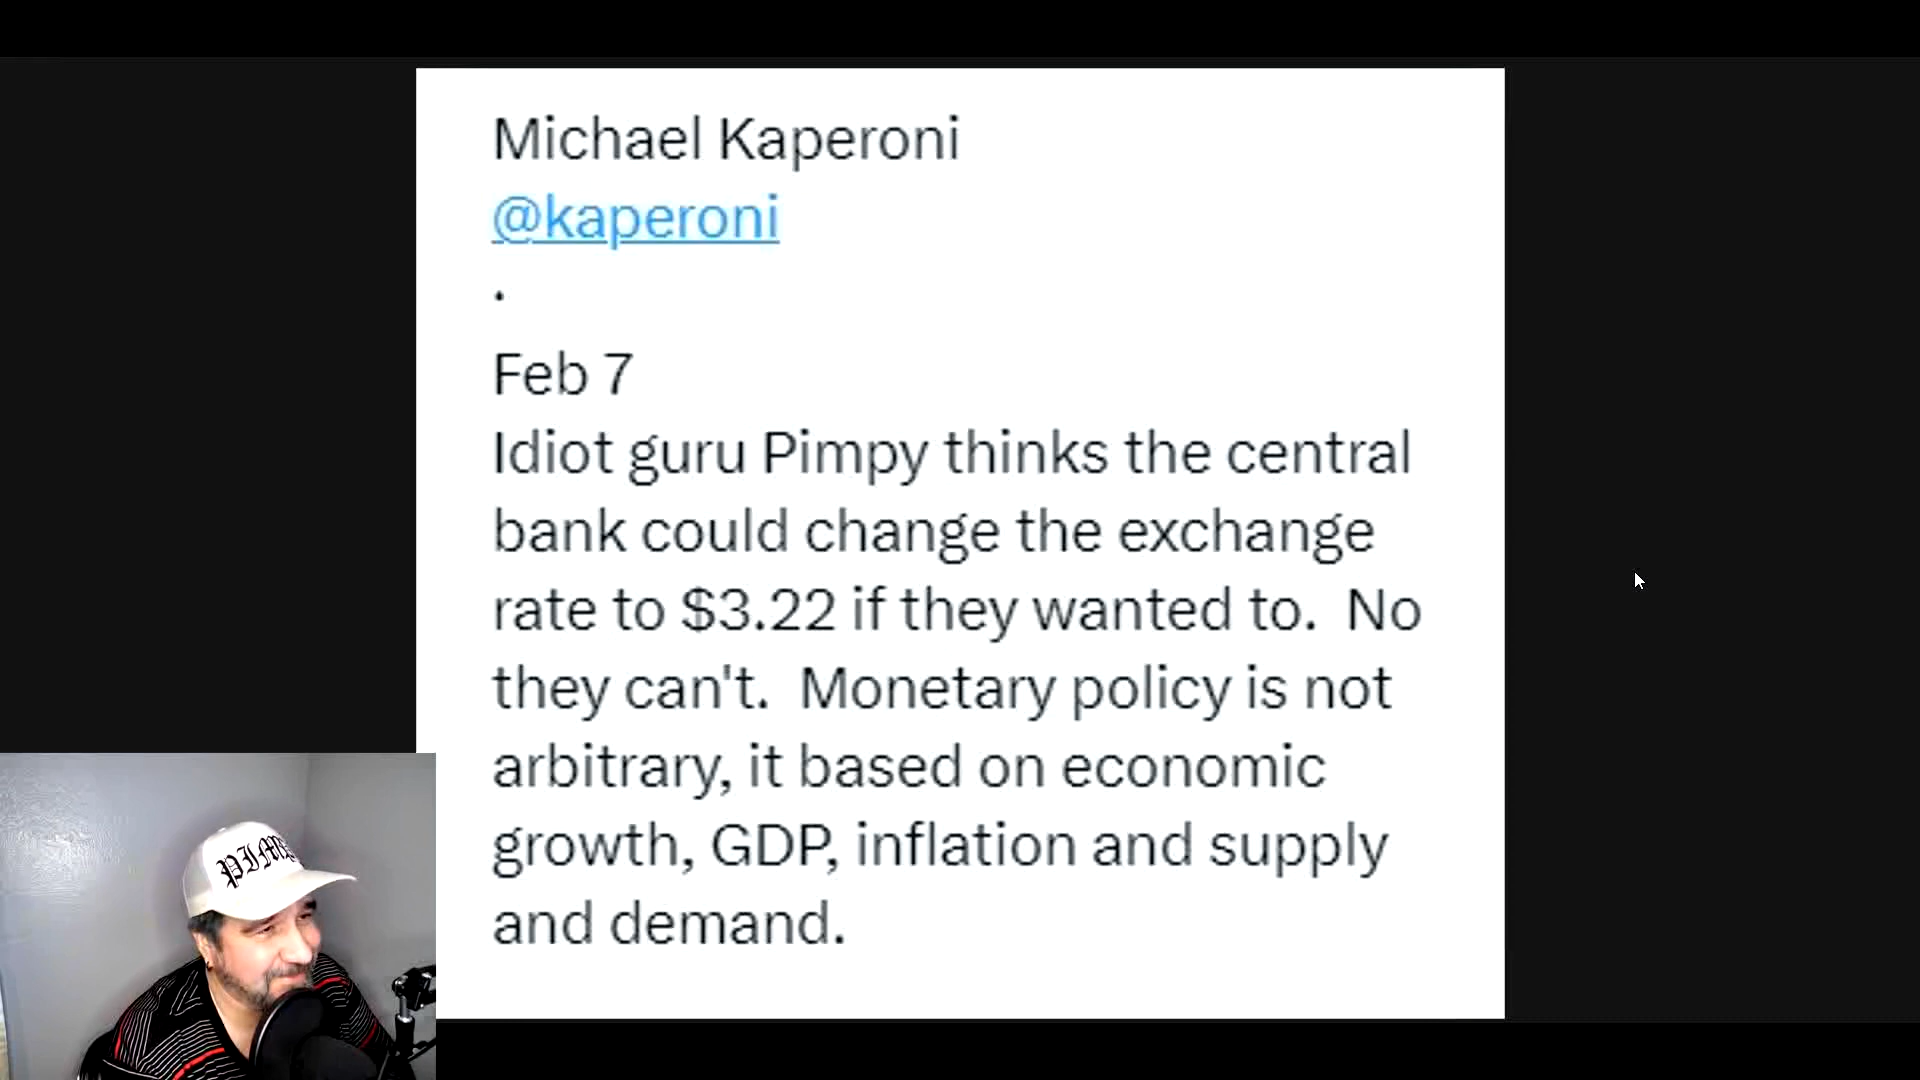 Michael Kaperoni
@kaperoni
.
Feb 7
Idiot guru Pimpy thinks the central
bank could change the exchange
rate to $3.22 if they wanted to.  No
they can't.  Monetary policy is not
arbitrary, it based on economic
growth, GDP, inflation and supply
and demand.